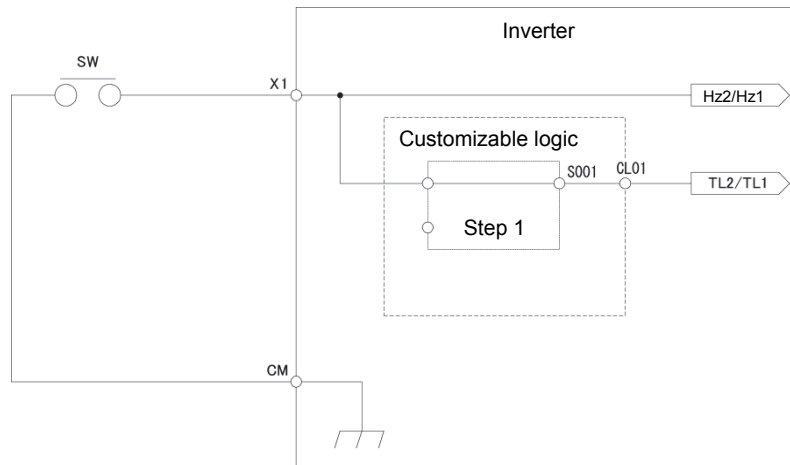 Inverter
SW
X1
Hz2/Hz1
Customizable logic
S001
CL01
TL2/TL1
Step 1
CM